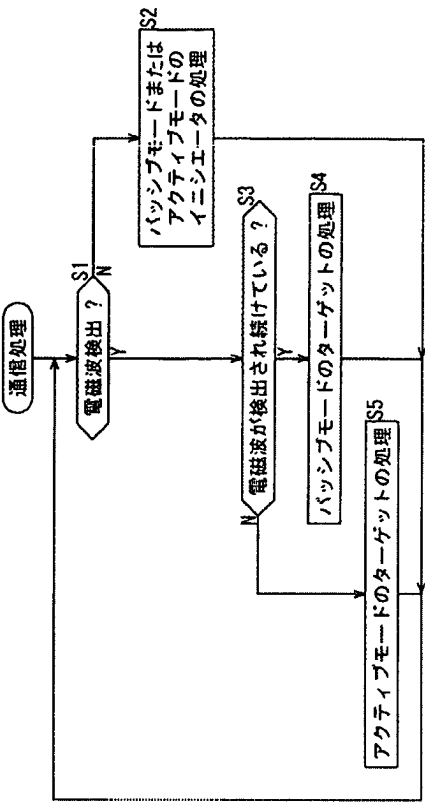 通信処理
S1
電磁波検出 ?
N
Y
S2
パッシブモードまたは
アクティブモードの
イニシエータの処理
S3
電磁波が検出され続けている ?
N
Y
S4
パッシブモードのターゲットの処理
S5
アクティブモードのターゲットの処理